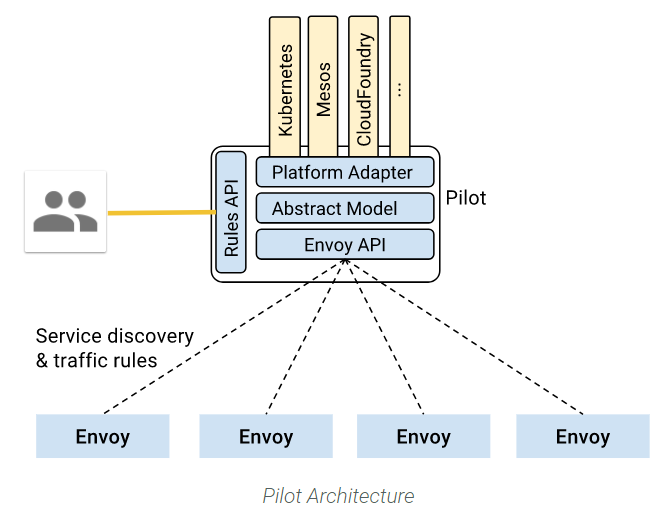 Kubernetes
Mesos
CloudFoundry
...
Rules API
Platform Adapter
Abstract Model
Envoy API
Pilot
Service discovery
& traffic rules
Envoy
Envoy
Envoy
Envoy
Pilot Architecture